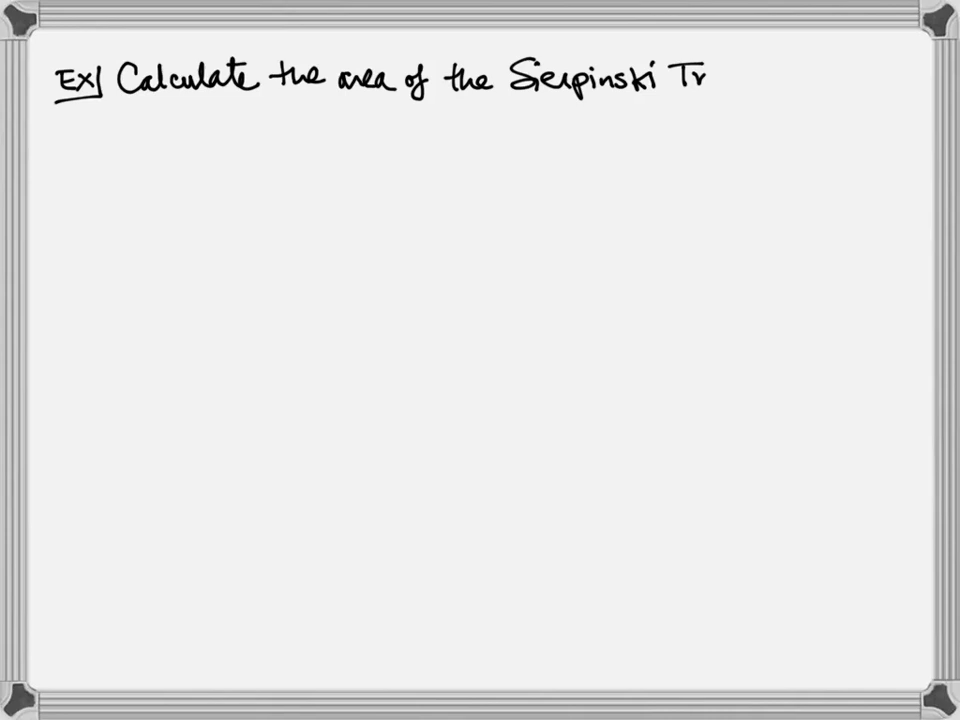 Ex| Calculate the area of the Sierpinski Tr